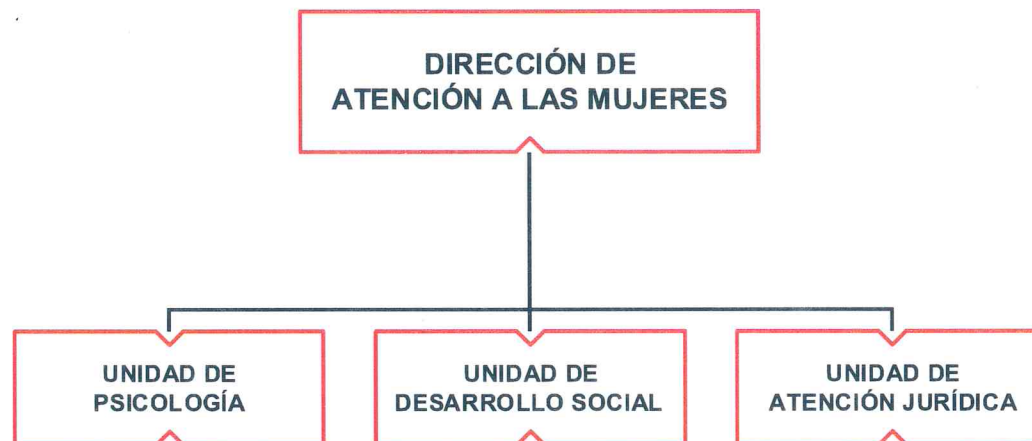 DIRECCIÓN DE
ATENCIÓN A LAS MUJERES
UNIDAD DE
PSICOLOGÍA
UNIDAD DE
DESARROLLO SOCIAL
UNIDAD DE
ATENCIÓN JURÍDICA